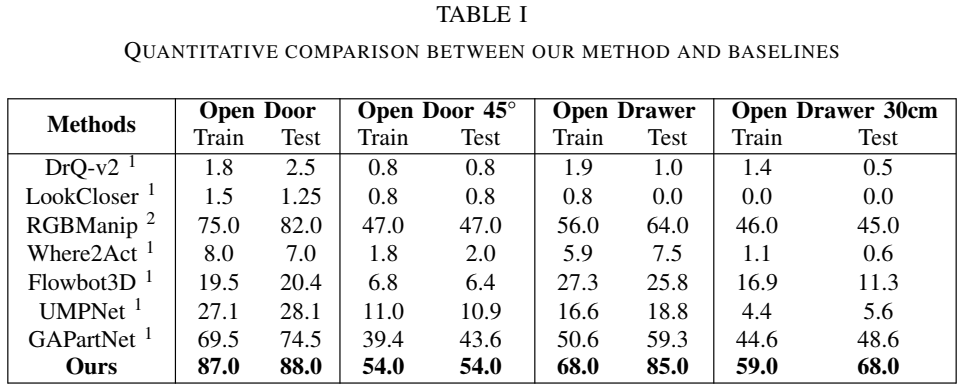 TABLE I
QUANTITATIVE COMPARISON BETWEEN OUR METHOD AND BASELINES
Methods Open Door Open Door 45° Open Drawer Open Drawer 30cm
Train Test Train Test Train Test Train Test
DrQ-v2 1 1.8 2.5 0.8 0.8 1.9 1.0 1.4 0.5
LookCloser 1 1.5 1.25 0.8 0.8 0.8 0.0 0.0 0.0
RGBManip 2 75.0 82.0 47.0 47.0 56.0 64.0 46.0 45.0
Where2Act 1 8.0 7.0 1.8 2.0 5.9 7.5 1.1 0.6
Flowbot3D 1 19.5 20.4 6.8 6.4 27.3 25.8 16.9 11.3
UMPNet 1 27.1 28.1 11.0 10.9 16.6 18.8 4.4 5.6
GAPartNet 1 69.5 74.5 39.4 43.6 50.6 59.3 44.6 48.6
Ours 87.0 88.0 54.0 54.0 68.0 85.0 59.0 68.0